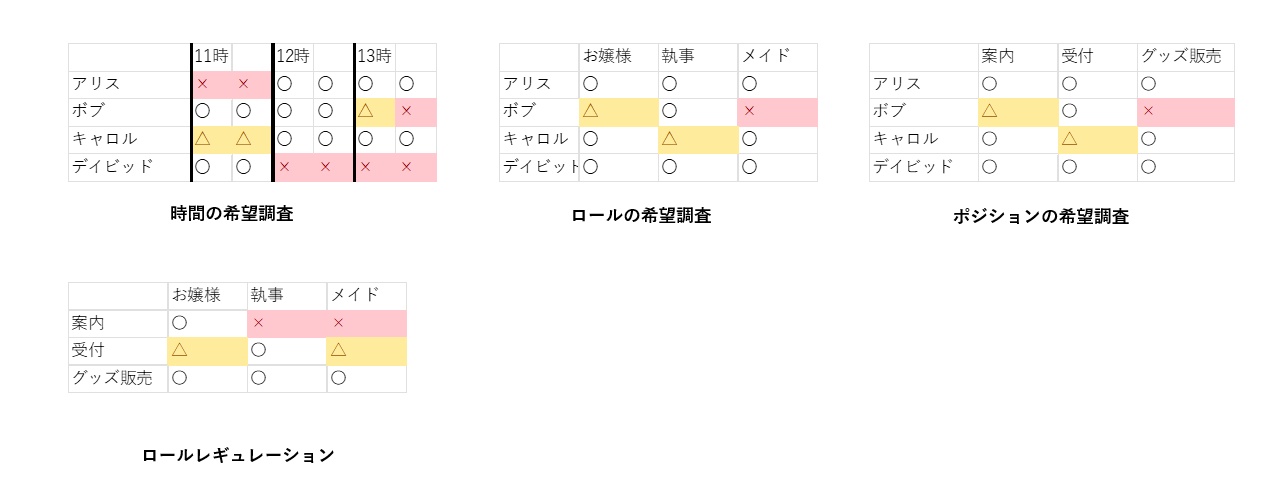 11時 12時 13時
アリス × × 〇 〇 〇 〇
ボブ 〇 〇 〇 〇 △ ×
キャロル △ △ 〇 〇 〇 〇
デイビッド 〇 〇 × × × ×
時間の希望調査
お嬢様 執事 メイド
アリス 〇 〇 〇
ボブ △ 〇 ×
キャロル 〇 △ 〇
デイビット 〇 〇 〇
ロールの希望調査
案内 受付 グッズ販売
アリス 〇 〇 〇
ボブ △ 〇 ×
キャロル 〇 △ 〇
デイビッド 〇 〇 〇
ポジションの希望調査
お嬢様 執事 メイド
案内 〇 × ×
受付 △ 〇 △
グッズ販売 〇 〇 〇
ロールレギュレーション